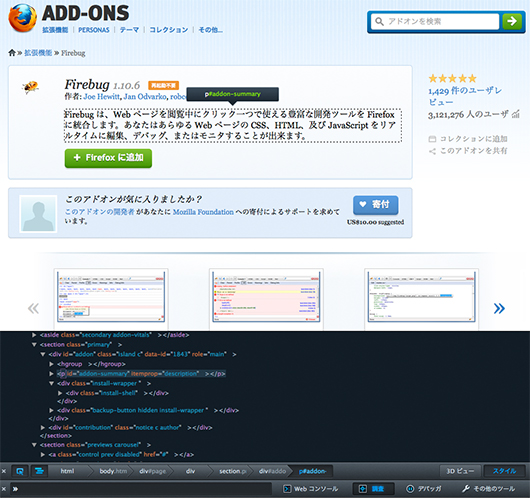 ADD-ONS
拡張機能 | PERSONAS | テーマ | コレクション | その他...
アドオンを検索
» 拡張機能 » Firebug
Firebug 1.10.6 再起動不要
作者: Joe Hewitt, Jan Odvarko, robc
p#addon-summary
Firebug は、Web ページを閲覧中にクリック一つで使える豊富な開発ツールを Firefox
に統合します。あなたはあらゆる Web ページの CSS、HTML、及び JavaScript をリア
ルタイムに編集、デバッグ、またはモニタすることが出来ます。
+ Firefox に追加
1,429 件のユーザレ
ビュー
3,121,276 人のユーザ
コレクションに追加
このアドオンを共有
このアドオンが気に入りましたか?
このアドオンの開発者 があなたに Mozilla Foundation への寄付によるサポートを求めて
います。
寄付
US$10.00 suggested
« »
<aside class="secondary addon-vitals" ></aside>
<section class="primary" >
<div id="addon" class="island c" data-id="1843" role="main" >
<hgroup ></hgroup>
<p id="addon-summary" itemprop="description" ></p>
<div class="install-wrapper" >
<div class="install-shell" ></div>
</div>
<div class="backup-button hidden install-wrapper" ></div>
</div>
<div id="contribution" class="notice c author" ></div>
</section>
<section class="previews carousel" >
<a class="control prev disabled" href="#" ></a>
html body.htm div#page div section.p div#addo p#addon- 3D ビュー スタイル
» Web コンソール 調査 デバッガ その他のツール